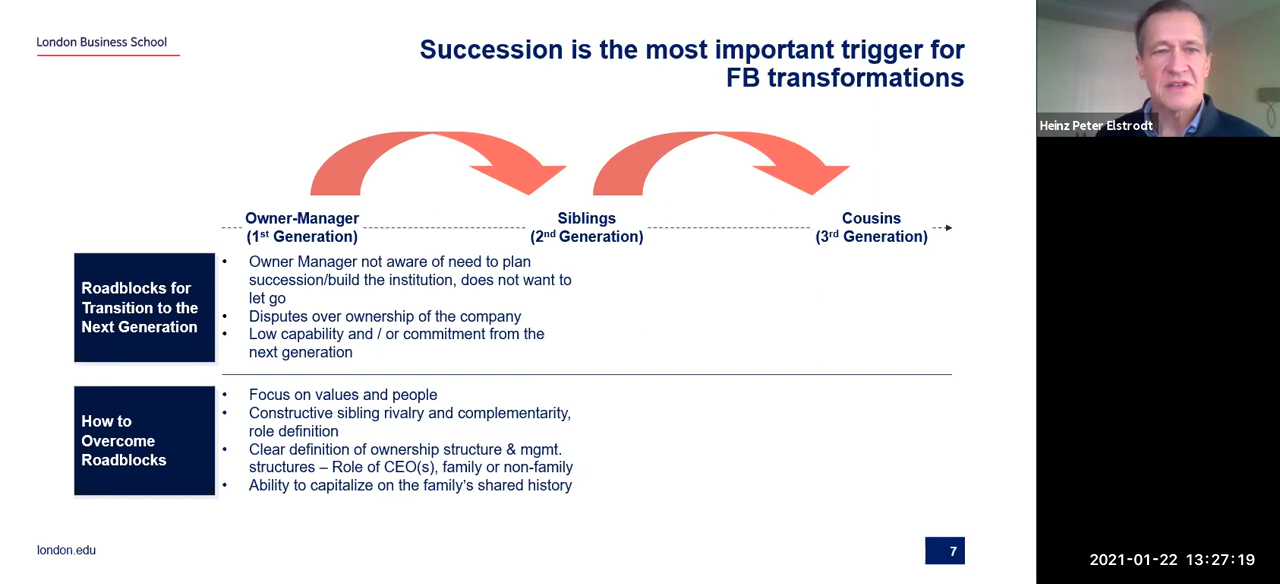 London Business School
Succession is the most important trigger for
FB transformations
Heinz Peter Elstrodt
Owner-Manager
(1st Generation)
Siblings
(2nd Generation)
Cousins
(3rd Generation)
Roadblocks for
Transition to the
Next Generation
• Owner Manager not aware of need to plan
succession/build the institution, does not want to
let go
• Disputes over ownership of the company
• Low capability and / or commitment from the
next generation
How to
Overcome
Roadblocks
• Focus on values and people
• Constructive sibling rivalry and complementarity,
role definition
• Clear definition of ownership structure & mgmt.
structures – Role of CEO(s), family or non-family
• Ability to capitalize on the family's shared history
london.edu
7
2021-01-22 13:27:19